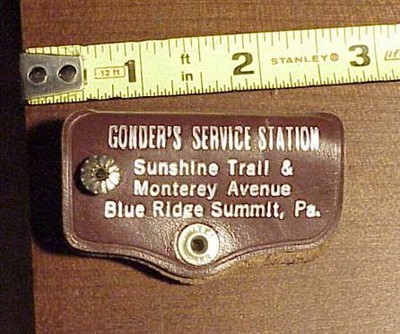 12 ft
1
ft
in
2
STANLEY
3
GONDER'S SERVICE STATION
Sunshine Trail &
Monterey Avenue
Blue Ridge Summit, Pa.